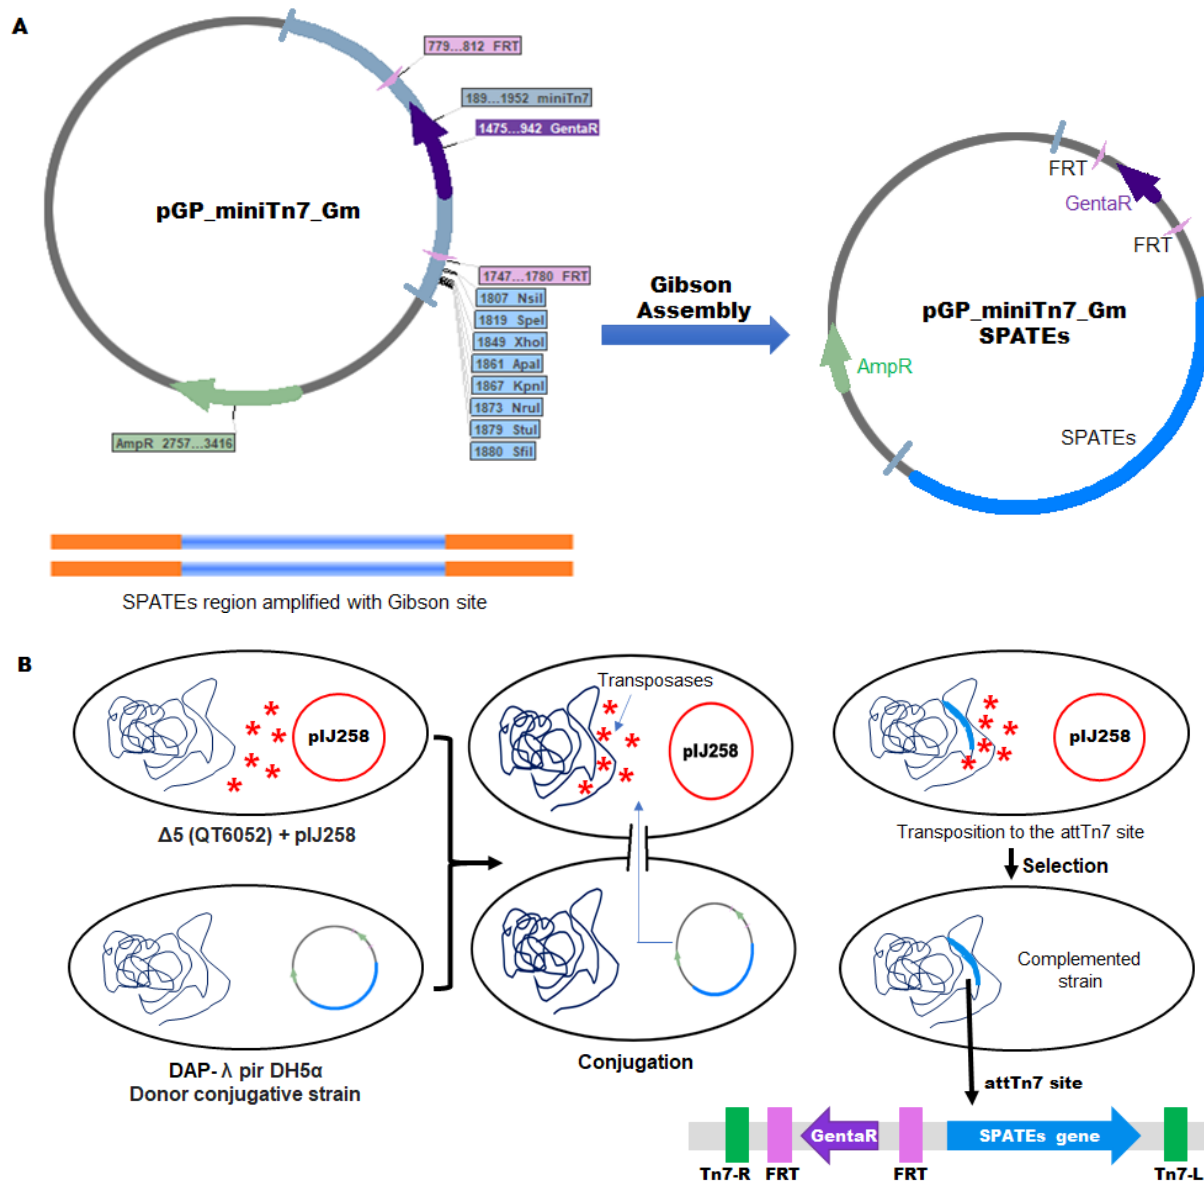 A
779...812 FRT
189...1952 miniTn7
1475...942 GentaR
pGP_miniTn7_Gm
1747...1780 FRT
1807 NsiI
1819 SpeI
1849 XhoI
1861 ApaI
1867 KpnI
1873 NruI
1879 StuI
1880 SfiI
AmpR 2757...3416
Gibson
Assembly
FRT
GentaR
FRT
pGP_miniTn7_Gm
SPATEs
AmpR
SPATEs
SPATEs region amplified with Gibson site
B
pIJ258
Δ5 (QT6052) + pIJ258
DAP- λ pir DH5α
Donor conjugative strain
Transposases
pIJ258
Conjugation
pIJ258
Transposition to the attTn7 site
Selection
Complemented
strain
attTn7 site
GentaR
SPATEs gene
Tn7-R
FRT
FRT
Tn7-L